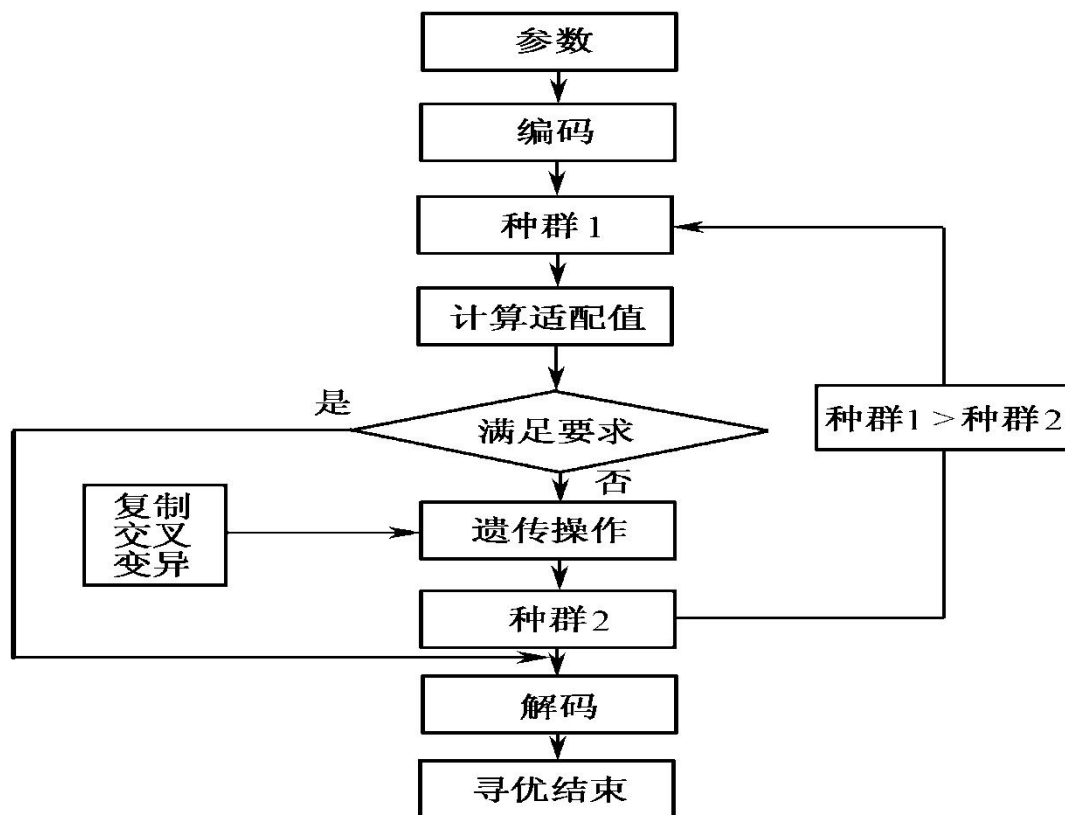 参数
编码
种群1
计算适配值
是
满足要求
种群1>种群2
否
复制
交叉
变异
遗传操作
种群2
解码
寻优结束